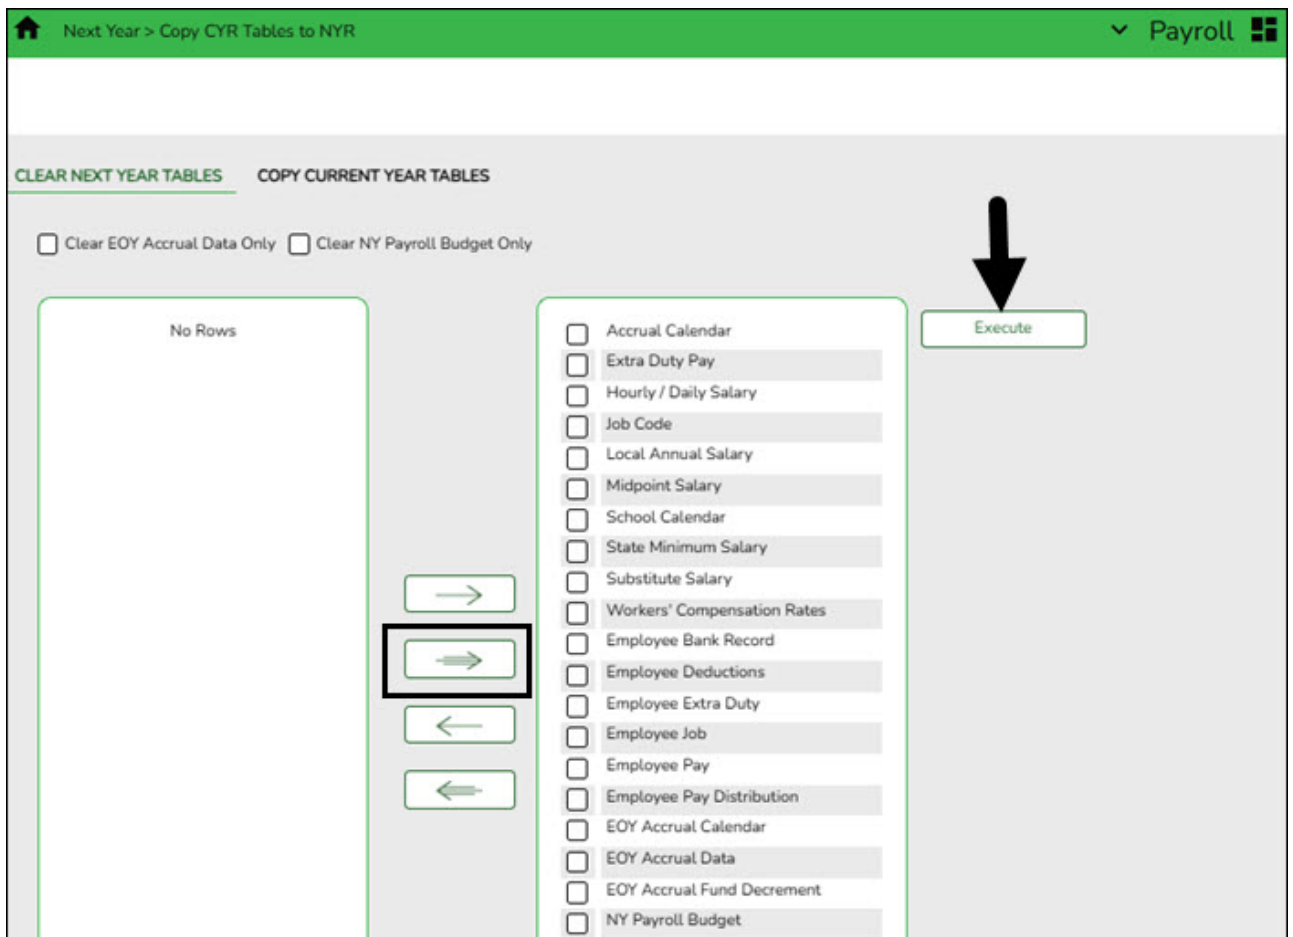 Next Year > Copy CYR Tables to NYR
Payroll
CLEAR NEXT YEAR TABLES COPY CURRENT YEAR TABLES
Clear EOY Accrual Data Only Clear NY Payroll Budget Only
No Rows
Accrual Calendar
Extra Duty Pay
Hourly / Daily Salary
Job Code
Local Annual Salary
Midpoint Salary
School Calendar
State Minimum Salary
Substitute Salary
Workers' Compensation Rates
Employee Bank Record
Employee Deductions
Employee Extra Duty
Employee Job
Employee Pay
Employee Pay Distribution
EOY Accrual Calendar
EOY Accrual Data
EOY Accrual Fund Decrement
NY Payroll Budget
Execute